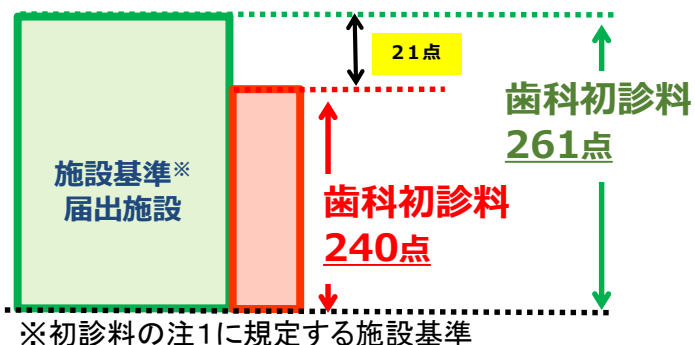 21点
歯科初診料
261点
施設基準※
届出施設
歯科初診料
240点
※初診料の注1に規定する施設基準